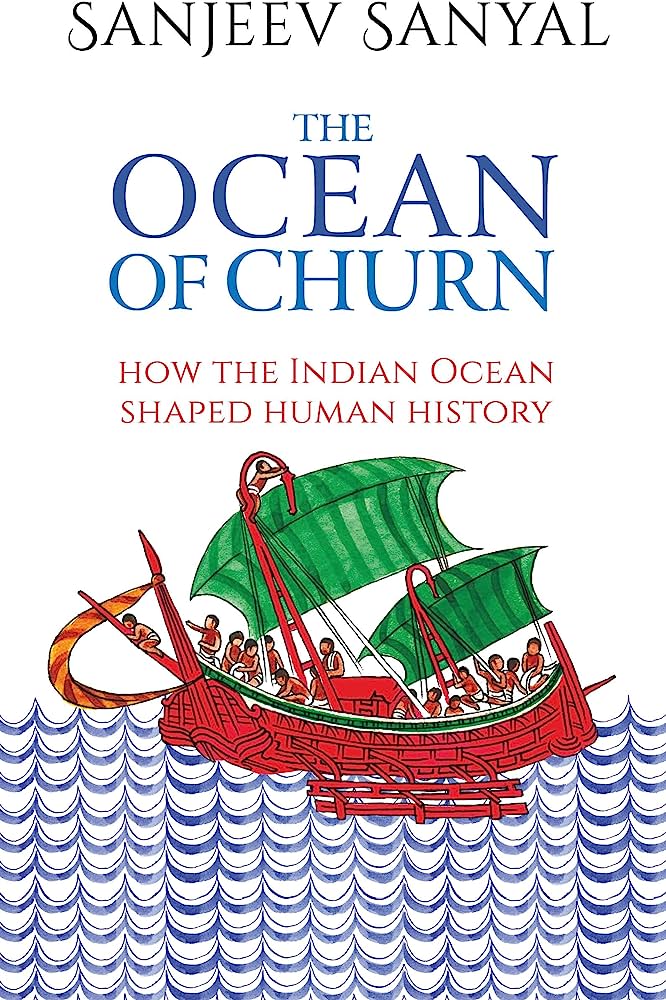 SANJEEV SANYAL
THE
OCEAN
OF CHURN
HOW THE INDIAN OCEAN
SHAPED HUMAN HISTORY